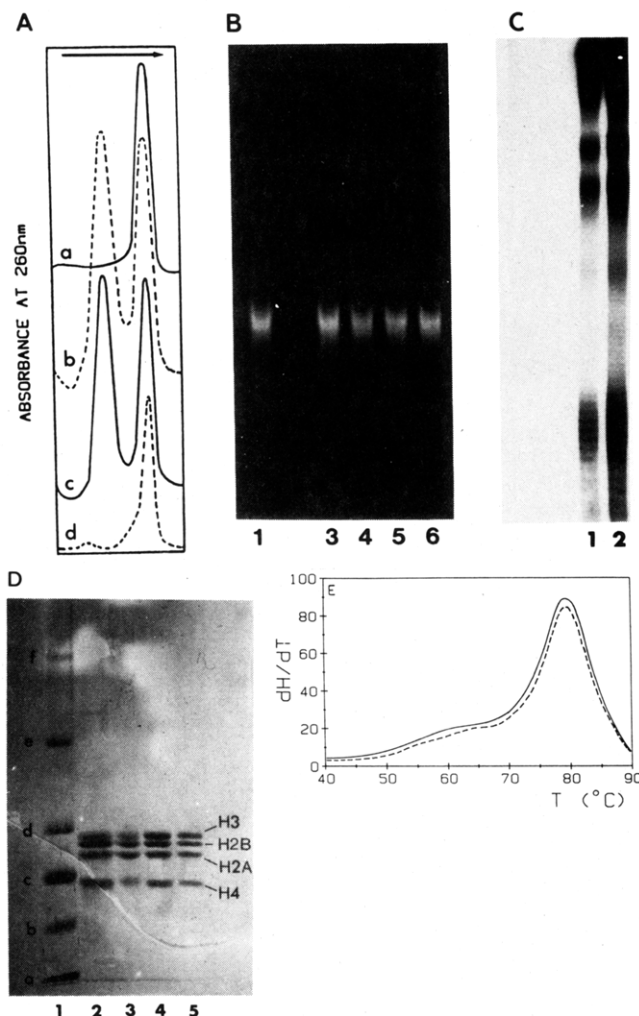 A
B
C
ABSORBANCE AT 260nm
a
b
c
d
1 3 4 5 6
1 2
D
f
e
d
c
b
a
H3
H2B
H2A
H4
1 2 3 4 5
E
dH/dT
100
80
60
40
20
0
40 50 60 70 80 90
T (°C)